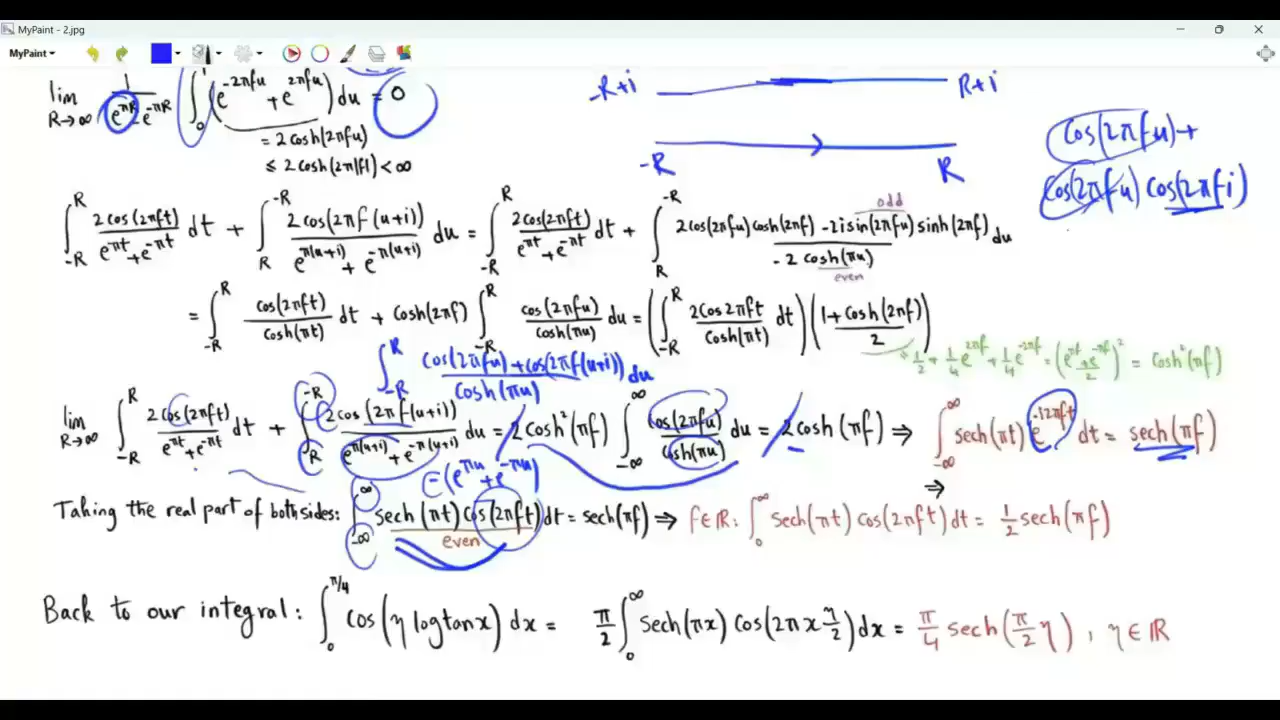 MyPaint - 2.jpg
MyPaint
lim R→∞ 1/(e^{πR} - e^{-πR}) ∫_0^1 (e^{-2πfu} + e^{2πfu}) du = 0
= 2cosh(2πfu)
≤ 2cosh(2π|f|) < ∞
-R+i R+i
-R R
cos(2πfu)+
cos(2πfu) cos(2πfi)
∫_{-R}^{R} 2cos(2πft)/(e^{πt}+e^{-πt}) dt + ∫_{R}^{-R} 2cos(2πf(u+i))/(e^{π(u+i)}+e^{-π(u+i)}) du = ∫_{-R}^{R} 2cos(2πft)/(e^{πt}+e^{-πt}) dt + ∫_{R}^{-R} (2cos(2πfu)cosh(2πf) - 2i sin(2πfu) sinh(2πf))/(-2cosh(πu)) du
odd
even
= ∫_{-R}^{R} cos(2πft)/cosh(πt) dt + cosh(2πf) ∫_{-R}^{R} cos(2πfu)/cosh(πu) du = (∫_{-R}^{R} 2cos2πft/cosh(πt) dt) ((1+cosh(2πf))/2)
∫_{-R}^{R} (cos(2πfu)+cos(2πf(u+i)))/cosh(πu) du
1/2 + 1/4 e^{2πf} + 1/4 e^{-2πf} = ((e^{πf}+e^{-πf})/2)^2 = cosh²(πf)
lim R→∞ ∫_{-R}^{R} 2cos(2πft)/(e^{πt}+e^{-πt}) dt + ∫_{R}^{-R} 2cos(2πf(u+i))/(e^{π(u+i)}+e^{-π(u+i)}) du = 2cosh²(πf) ∫_{-∞}^{∞} cos(2πfu)/cosh(πu) du = 2cosh(πf) ⇒ ∫_{-∞}^{∞} sech(πt) e^{-i2πft} dt = sech(πf)
-(e^{πu}+e^{-πu})
⇒
Taking the real part of both sides: ∫_{-∞}^{∞} sech(πt) cos(2πft) dt = sech(πf) ⇒ f∈ℝ: ∫_0^∞ sech(πt) cos(2πft) dt = 1/2 sech(πf)
even
Back to our integral: ∫_0^{π/4} cos(η log tan x) dx = π/2 ∫_0^∞ sech(πx) cos(2πx η/2) dx = π/4 sech(π/2 η), η∈ℝ